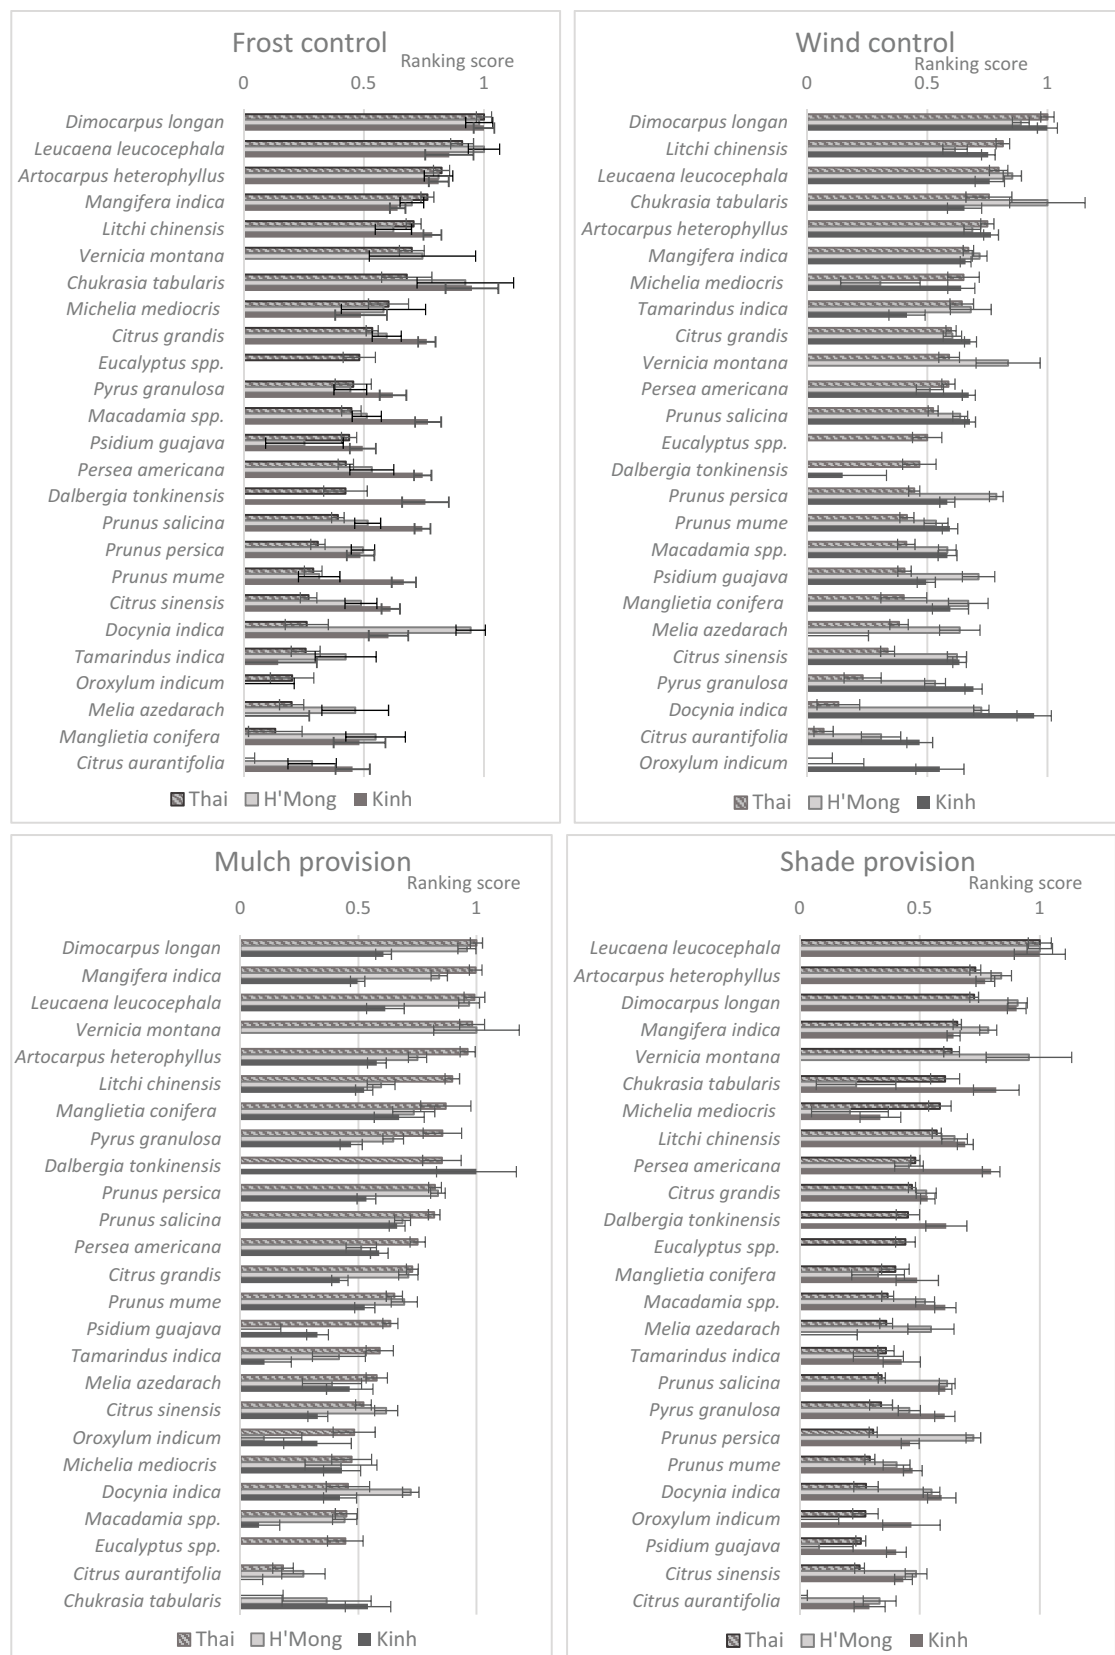 Frost control
Ranking score
0 0.5 1
Dimocarpus longan
Leucaena leucocephala
Artocarpus heterophyllus
Mangifera indica
Litchi chinensis
Vernicia montana
Chukrasia tabularis
Michelia mediocris
Citrus grandis
Eucalyptus spp.
Pyrus granulosa
Macadamia spp.
Psidium guajava
Persea americana
Dalbergia tonkinensis
Prunus salicina
Prunus persica
Prunus mume
Citrus sinensis
Docynia indica
Tamarindus indica
Oroxylum indicum
Melia azedarach
Manglietia conifera
Citrus aurantifolia
Thai H'Mong Kinh
Wind control
Ranking score
0 0.5 1
Dimocarpus longan
Litchi chinensis
Leucaena leucocephala
Chukrasia tabularis
Artocarpus heterophyllus
Mangifera indica
Michelia mediocris
Tamarindus indica
Citrus grandis
Vernicia montana
Persea americana
Prunus salicina
Eucalyptus spp.
Dalbergia tonkinensis
Prunus persica
Prunus mume
Macadamia spp.
Psidium guajava
Manglietia conifera
Melia azedarach
Citrus sinensis
Pyrus granulosa
Docynia indica
Citrus aurantifolia
Oroxylum indicum
Thai H'Mong Kinh
Mulch provision
Ranking score
0 0.5 1
Dimocarpus longan
Mangifera indica
Leucaena leucocephala
Vernicia montana
Artocarpus heterophyllus
Litchi chinensis
Manglietia conifera
Pyrus granulosa
Dalbergia tonkinensis
Prunus persica
Prunus salicina
Persea americana
Citrus grandis
Prunus mume
Psidium guajava
Tamarindus indica
Melia azedarach
Citrus sinensis
Oroxylum indicum
Michelia mediocris
Docynia indica
Macadamia spp.
Eucalyptus spp.
Citrus aurantifolia
Chukrasia tabularis
Thai H'Mong Kinh
Shade provision
Ranking score
0 0.5 1
Leucaena leucocephala
Artocarpus heterophyllus
Dimocarpus longan
Mangifera indica
Vernicia montana
Chukrasia tabularis
Michelia mediocris
Litchi chinensis
Persea americana
Citrus grandis
Dalbergia tonkinensis
Eucalyptus spp.
Manglietia conifera
Macadamia spp.
Melia azedarach
Tamarindus indica
Prunus salicina
Pyrus granulosa
Prunus persica
Prunus mume
Docynia indica
Oroxylum indicum
Psidium guajava
Citrus sinensis
Citrus aurantifolia
Thai H'Mong Kinh